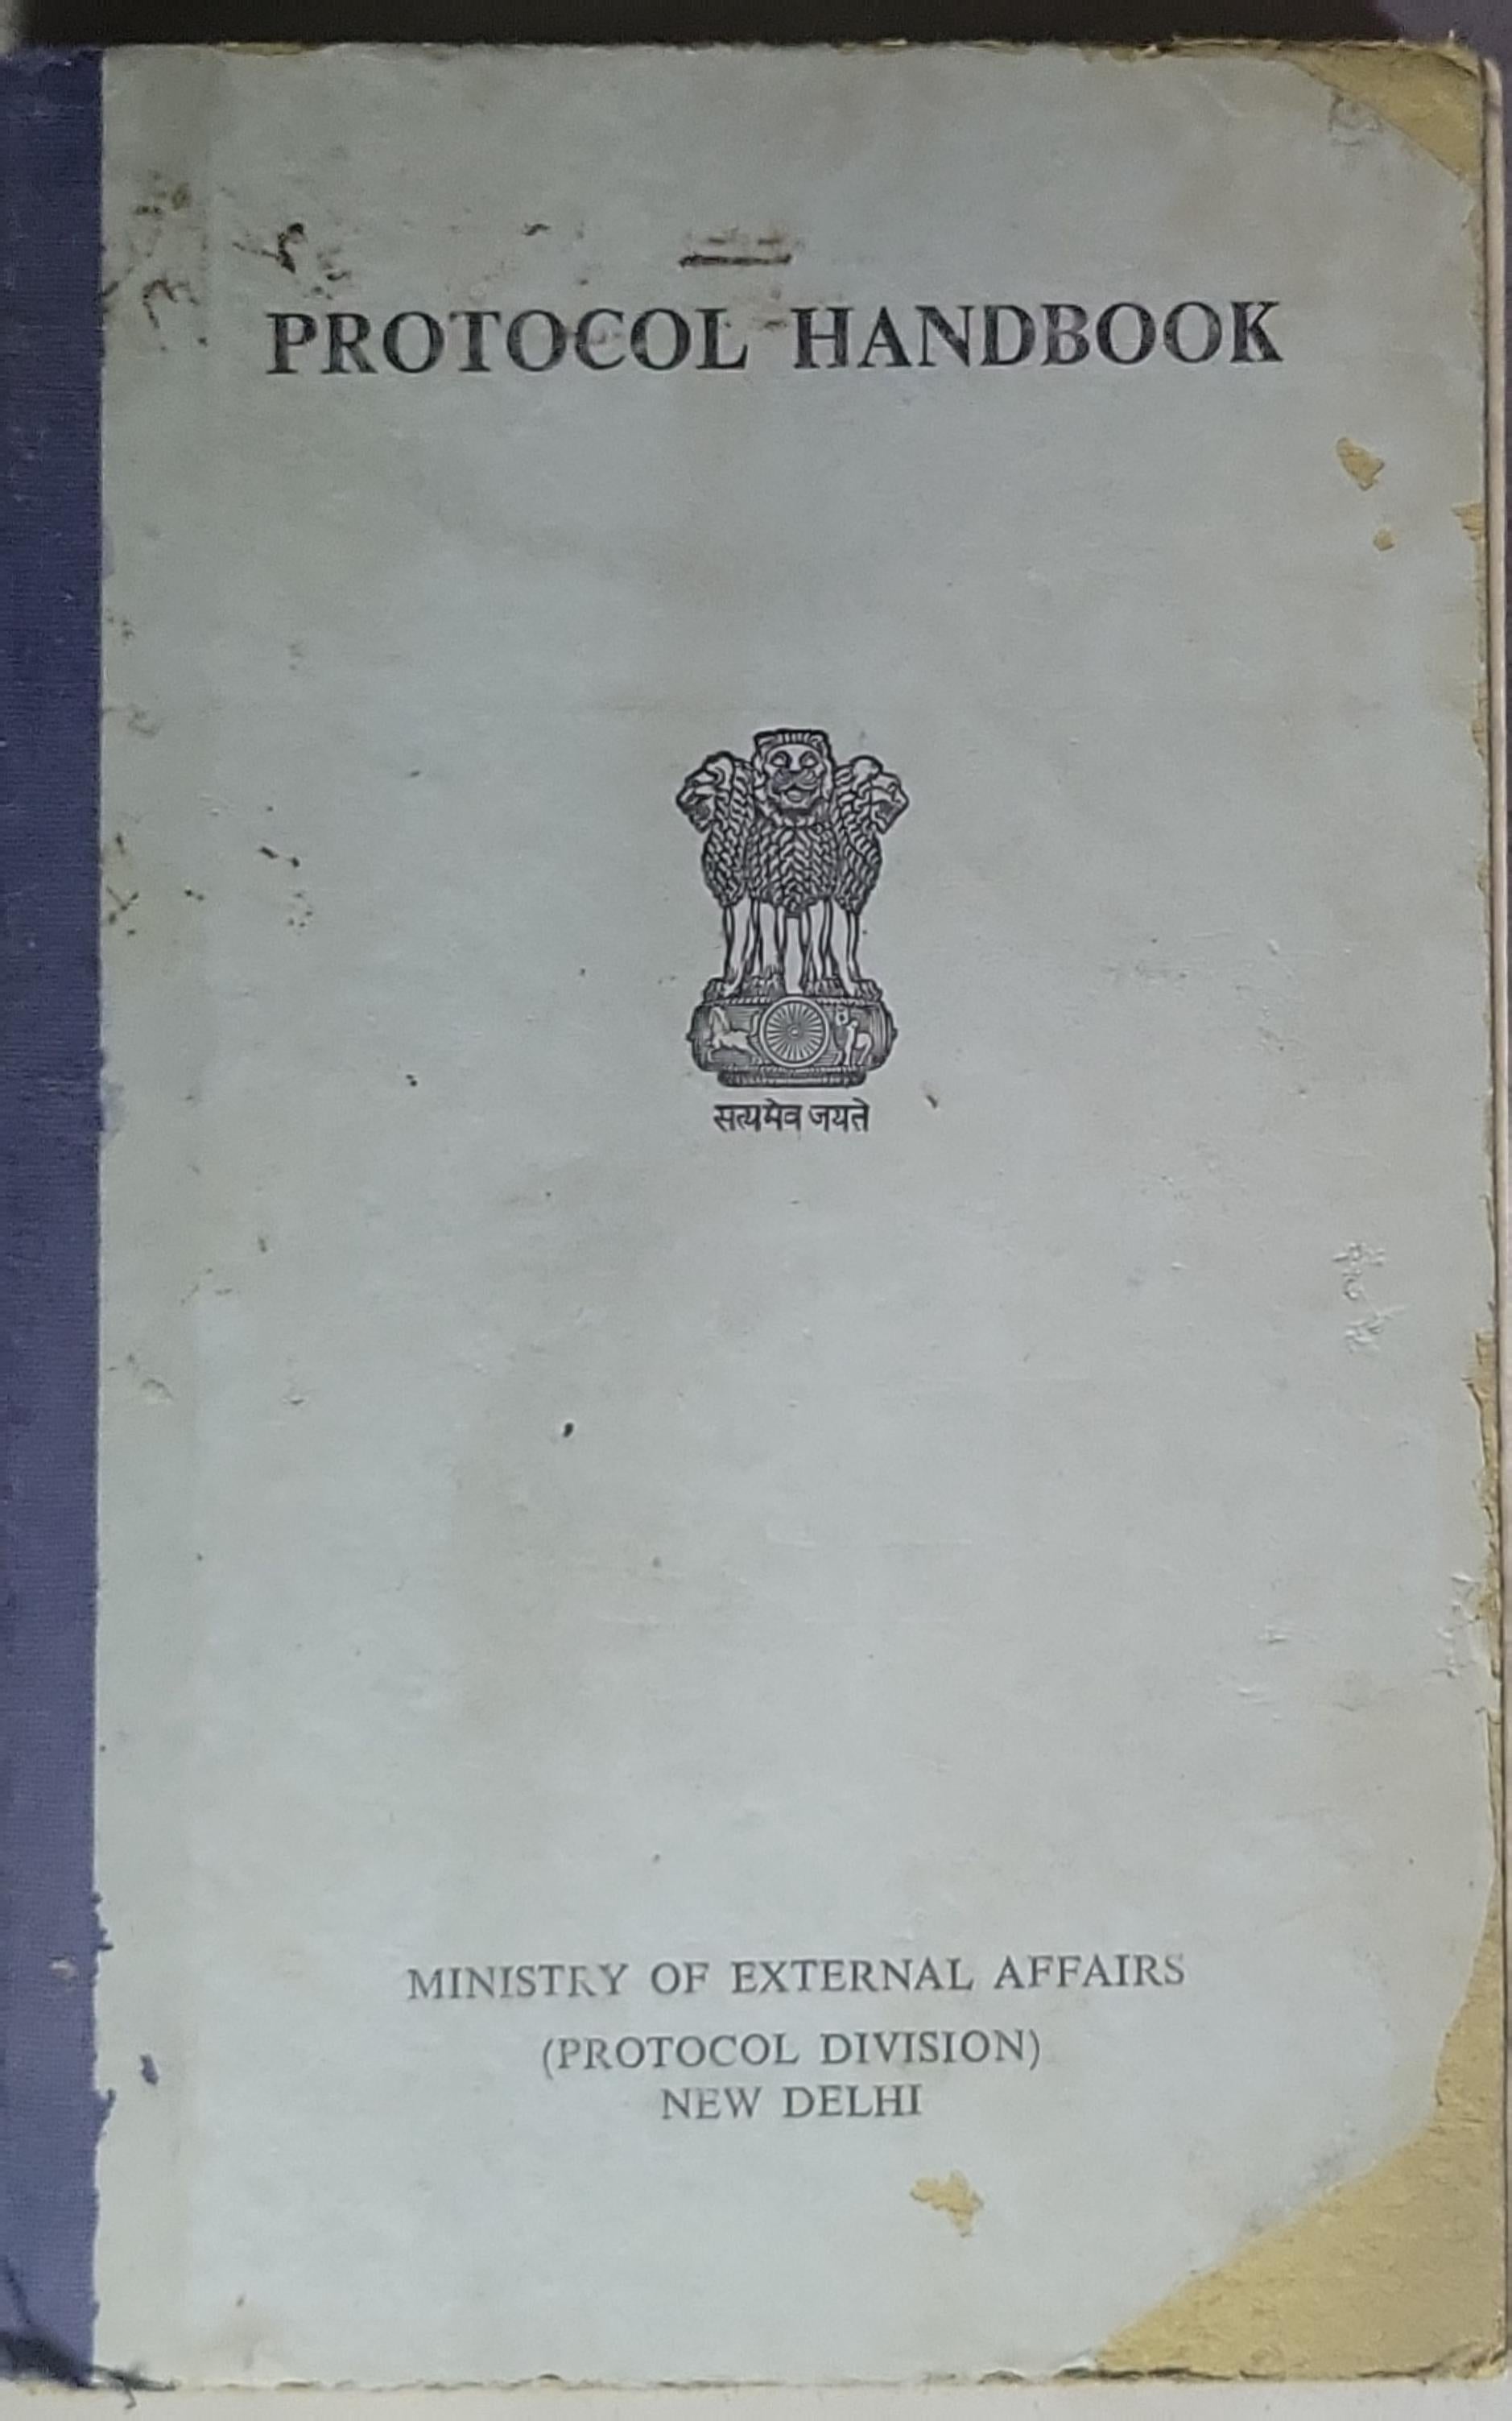 PROTOCOL HANDBOOK
सत्यमेव जयते
MINISTRY OF EXTERNAL AFFAIRS
(PROTOCOL DIVISION)
NEW DELHI